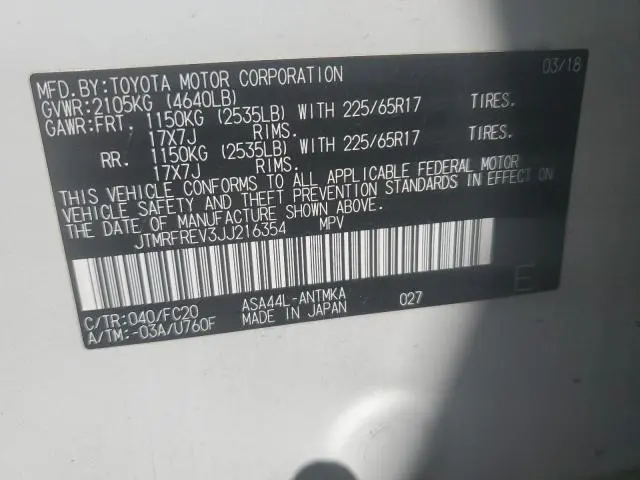 MFD.BY:TOYOTA MOTOR CORPORATION 03/18
GVWR:2105KG (4640LB)
GAWR:FRT. 1150KG (2535LB) WITH 225/65R17 TIRES.
17X7J RIMS.
RR. 1150KG (2535LB) WITH 225/65R17 TIRES.
17X7J RIMS.
THIS VEHICLE CONFORMS TO ALL APPLICABLE FEDERAL MOTOR
VEHICLE SAFETY AND THEFT PREVENTION STANDARDS IN EFFECT ON
THE DATE OF MANUFACTURE SHOWN ABOVE.
JTMRFREV3JJ216354 MPV
C/TR:040/FC20 ASA44L-ANTMKA 027 E
A/TM:-03A/U760F MADE IN JAPAN